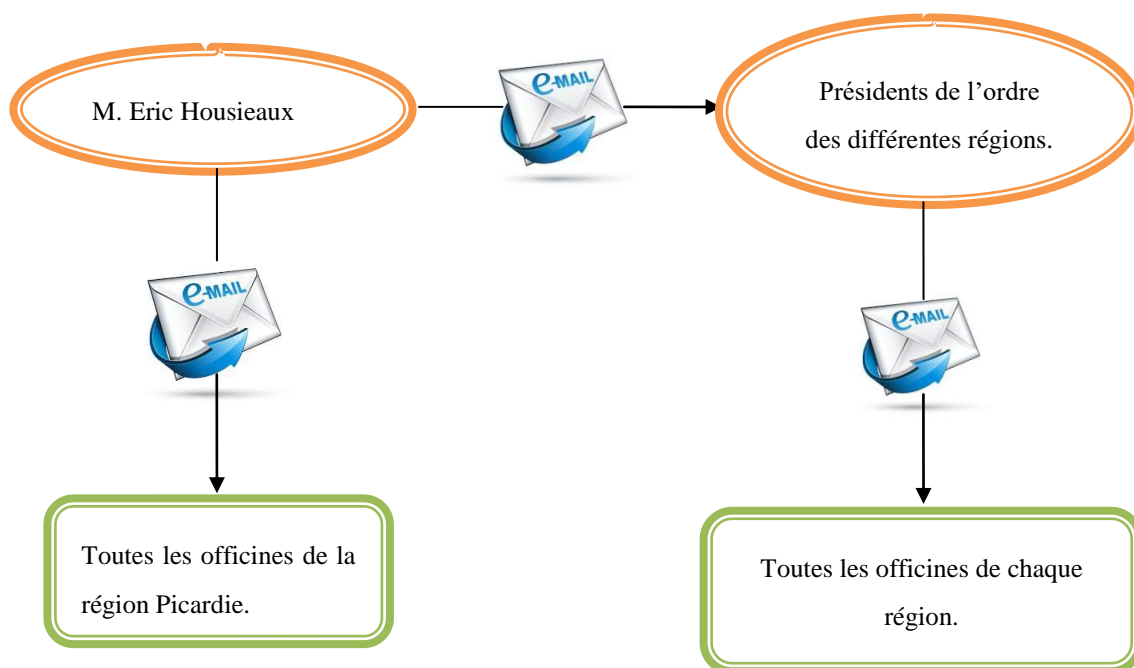 M. Eric Housieaux
e-MAIL
Présidents de l’ordre
des différentes régions.
e-MAIL
e-MAIL
Toutes les officines de la
région Picardie.
Toutes les officines de chaque
région.